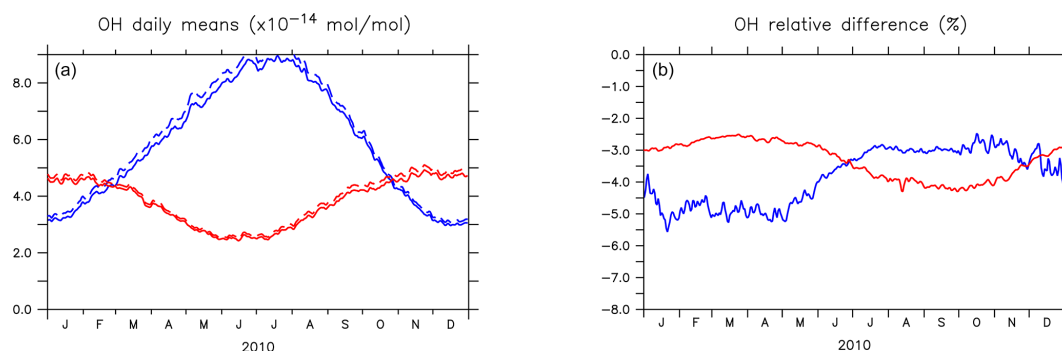 OH daily means (x10⁻¹⁴ mol/mol)
(a)
8.0
6.0
4.0
2.0
0.0
J F M A M J J A S O N D
2010
OH relative difference (%)
(b)
0.0
−1.0
−2.0
−3.0
−4.0
−5.0
−6.0
−7.0
−8.0
J F M A M J J A S O N D
2010